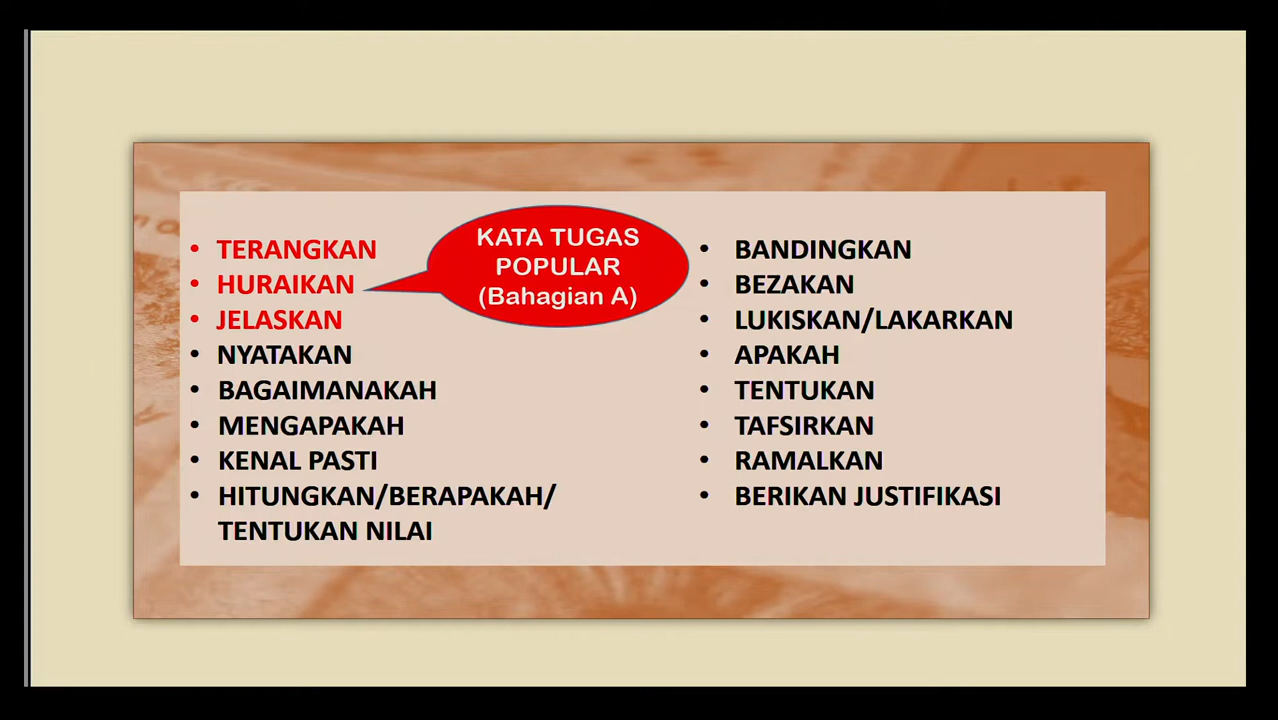 TERANGKAN
HURAIKAN
JELASKAN
NYATAKAN
BAGAIMANAKAH
MENGAPAKAH
KENAL PASTI
HITUNGKAN/BERAPAKAH/
TENTUKAN NILAI
KATA TUGAS
POPULAR
(Bahagian A)
BANDINGKAN
BEZAKAN
LUKISKAN/LAKARKAN
APAKAH
TENTUKAN
TAFSIRKAN
RAMALKAN
BERIKAN JUSTIFIKASI